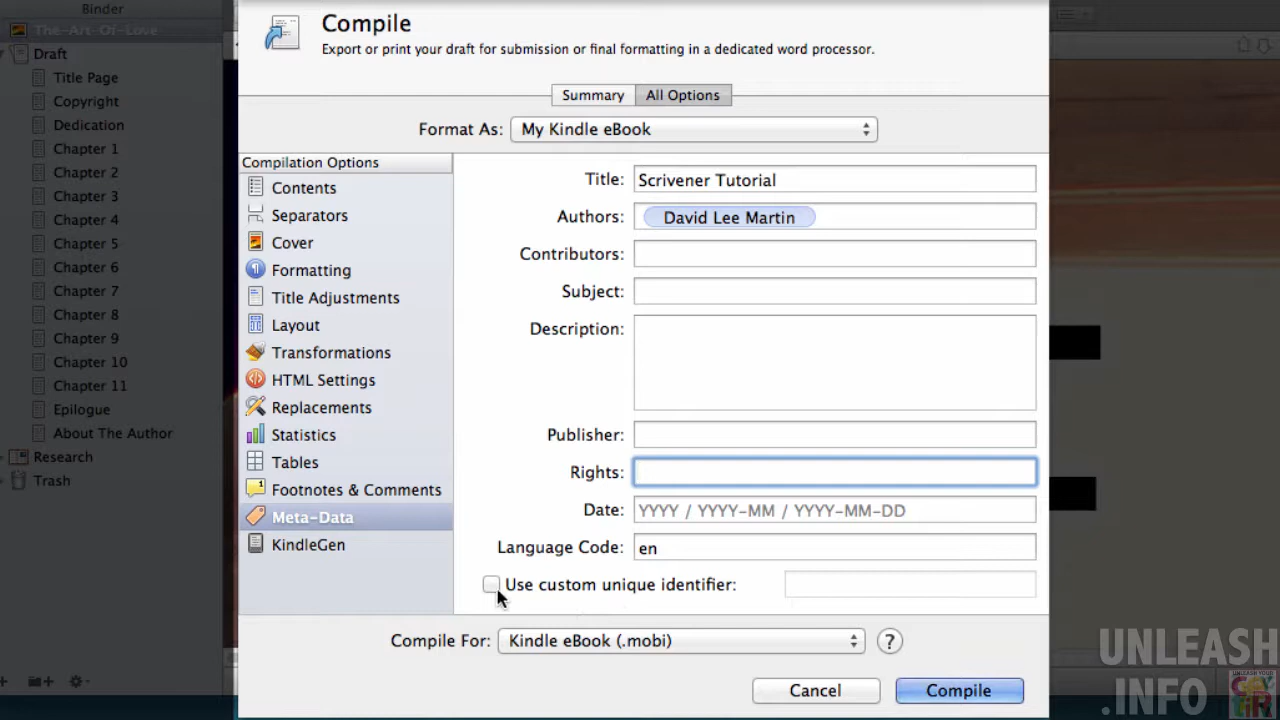 Binder
The-Art-Of-Love
Draft
Title Page
Copyright
Dedication
Chapter 1
Chapter 2
Chapter 3
Chapter 4
Chapter 5
Chapter 6
Chapter 7
Chapter 8
Chapter 9
Chapter 10
Chapter 11
Epilogue
About The Author
Research
Trash
Compile
Export or print your draft for submission or final formatting in a dedicated word processor.
Summary All Options
Format As: My Kindle eBook
Compilation Options
Contents
Separators
Cover
Formatting
Title Adjustments
Layout
Transformations
HTML Settings
Replacements
Statistics
Tables
Footnotes & Comments
Meta-Data
KindleGen
Title: Scrivener Tutorial
Authors: David Lee Martin
Contributors:
Subject:
Description:
Publisher:
Rights:
Date: YYYY / YYYY-MM / YYYY-MM-DD
Language Code: en
Use custom unique identifier:
Compile For: Kindle eBook (.mobi) ?
Cancel Compile
UNLEASH
.INFO